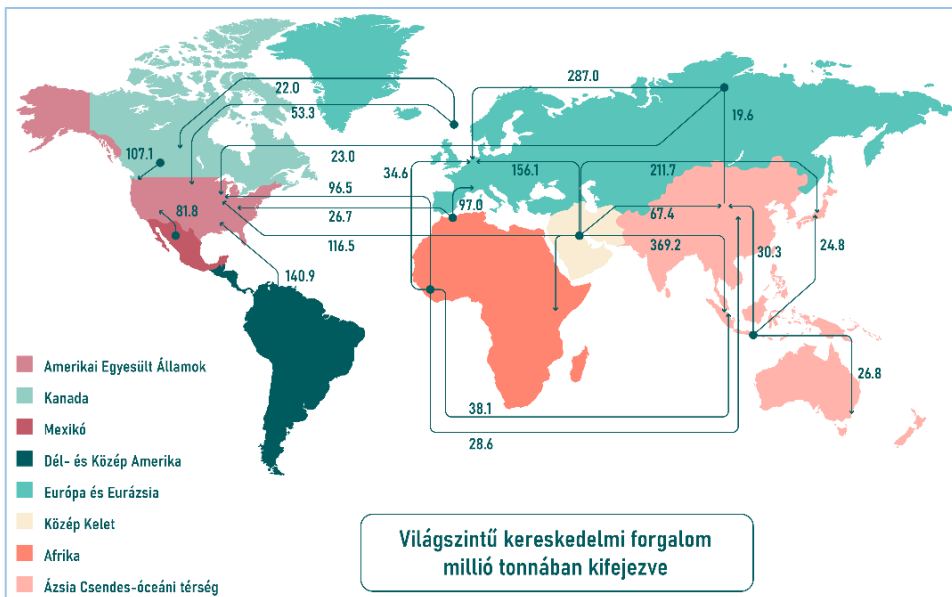 22.0
287.0
53.3
19.6
107.1
23.0
34.6
156.1
211.7
96.5
81.8
26.7
97.0
67.4
116.5
369.2
24.8
30.3
140.9
Amerikai Egyesült Államok
Kanada
Mexikó
Dél- és Közép Amerika
Európa és Eurázsia
Közép Kelet
Afrika
Ázsia Csendes-óceáni térség
26.8
38.1
28.6
Világszintű kereskedelmi forgalom
millió tonnában kifejezve